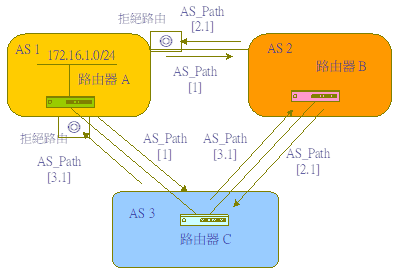 拒絕路由
AS_Path
[2.1]
AS 1
172.16.1.0/24
路由器 A
AS_Path
[1]
AS 2
路由器 B
拒絕路由
AS_Path
[3.1]
AS_Path
[1]
AS_Path
[3.1]
AS_Path
[2.1]
AS 3
路由器 C